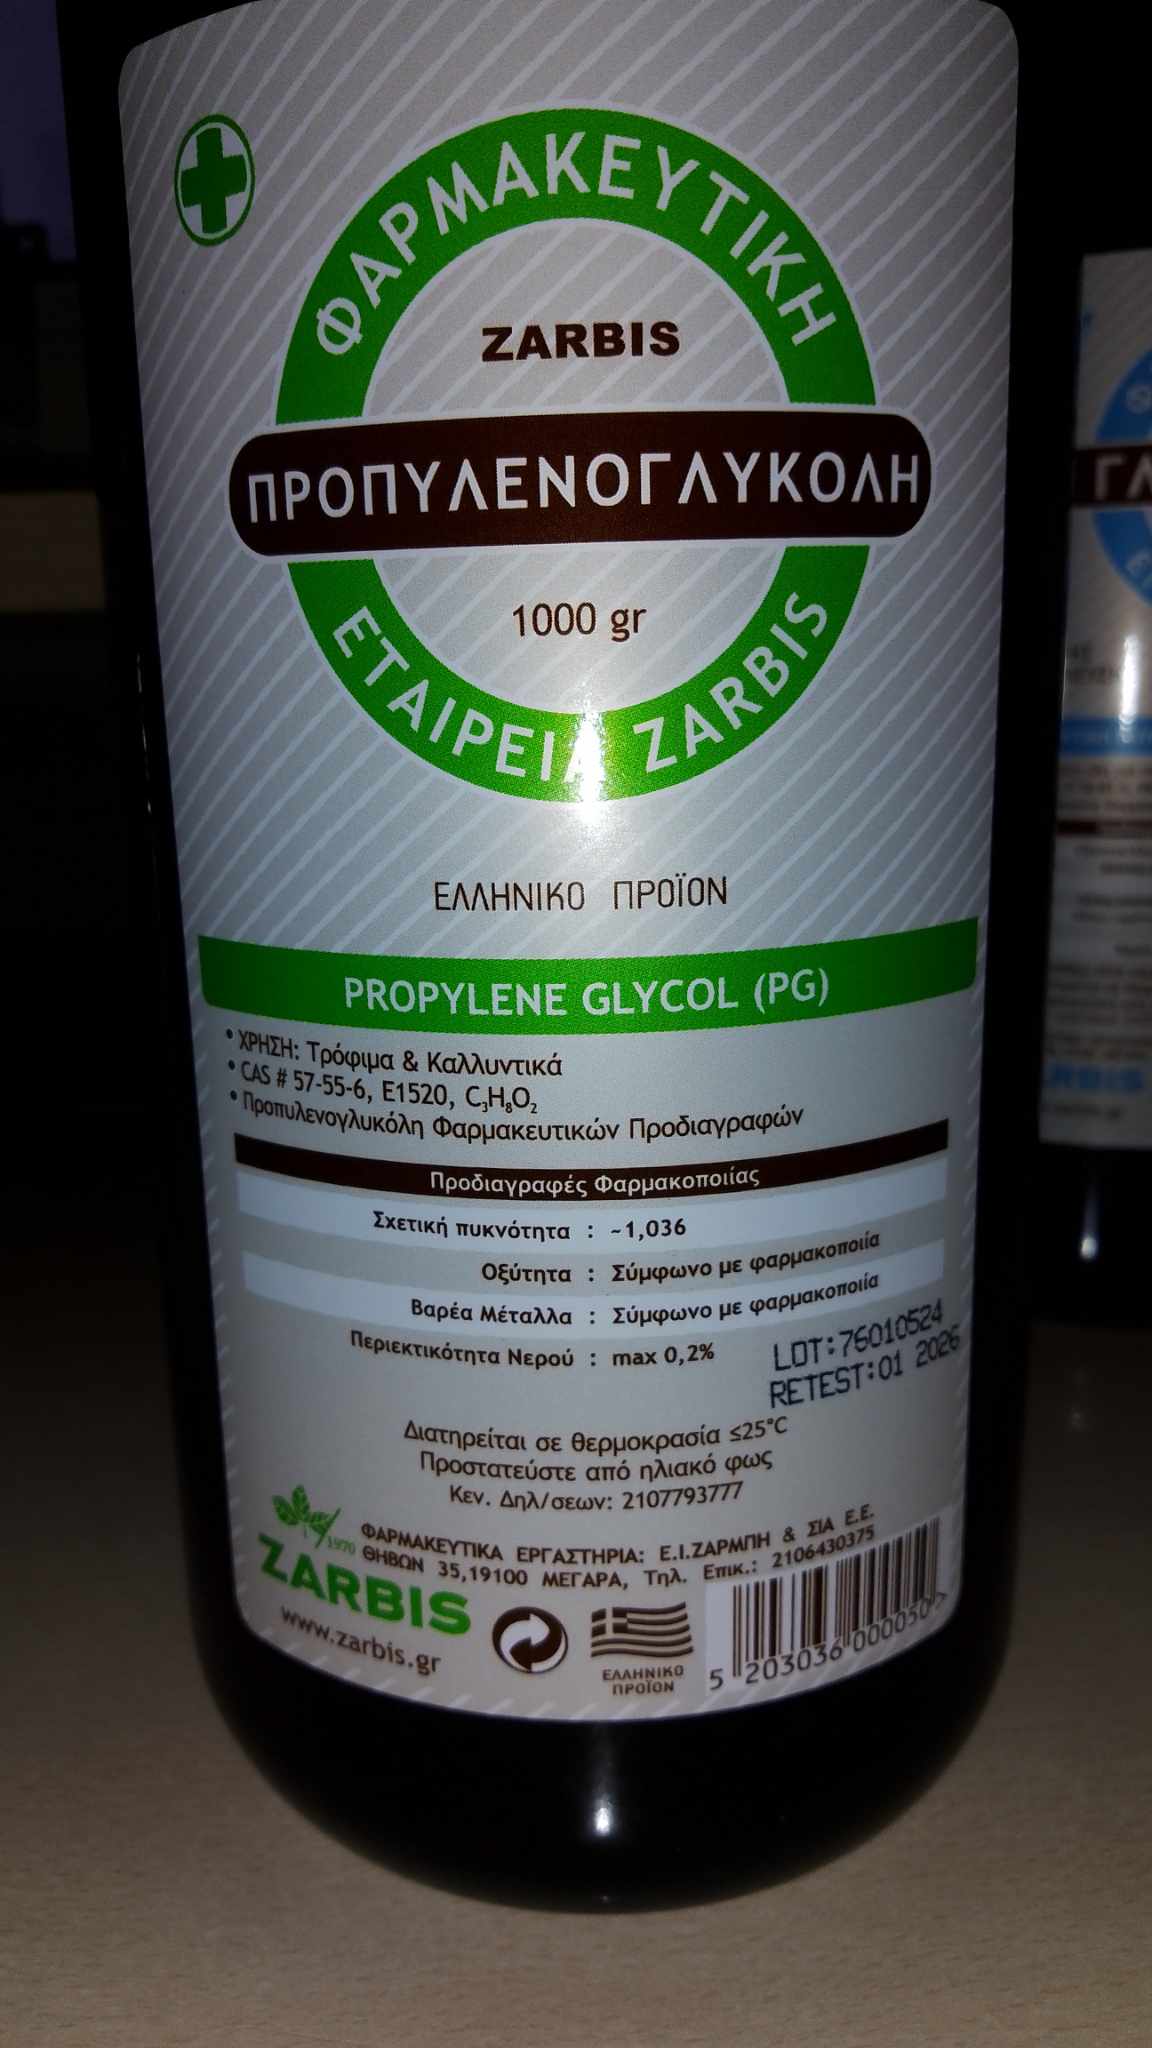 ΦΑΡΜΑΚΕΥΤΙΚΗ
ZARBIS
ΠΡΟΠΥΛΕΝΟΓΛΥΚΟΛΗ
1000 gr
ΕΤΑΙΡΕΙΑ ZARBIS
ΕΛΛΗΝΙΚΟ ΠΡΟΪΟΝ
PROPYLENE GLYCOL (PG)
• ΧΡΗΣΗ: Τρόφιμα & Καλλυντικά
• CAS # 57-55-6, E1520, C₃H₈O₂
• Προπυλενογλυκόλη Φαρμακευτικών Προδιαγραφών
Προδιαγραφές Φαρμακοποιίας
Σχετική πυκνότητα : ~1,036
Οξύτητα : Σύμφωνο με φαρμακοποιία
Βαρέα Μέταλλα : Σύμφωνο με φαρμακοποιία
Περιεκτικότητα Νερού : max 0,2%
LOT:76010524
RETEST:01 2026
Διατηρείται σε θερμοκρασία ≤25°C
Προστατεύστε από ηλιακό φως
Κεν. Δηλ/σεων: 2107793777
1970
ZARBIS
www.zarbis.gr
ΦΑΡΜΑΚΕΥΤΙΚΑ ΕΡΓΑΣΤΗΡΙΑ: Ε.Ι.ΖΑΡΜΠΗ & ΣΙΑ Ε.Ε.
ΘΗΒΩΝ 35,19100 ΜΕΓΑΡΑ, Τηλ. Επικ.: 2106430375
ΕΛΛΗΝΙΚΟ
ΠΡΟΪΟΝ
5 203036 000050 >
ΓΛ